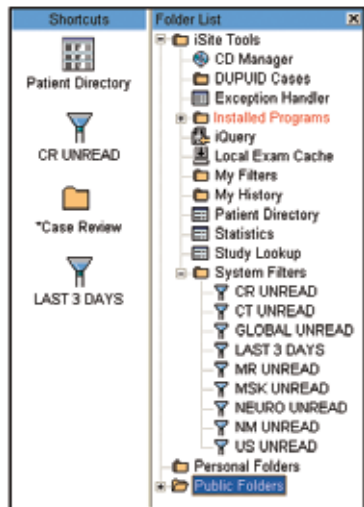 Shortcuts
Patient Directory
CR UNREAD
*Case Review
LAST 3 DAYS
Folder List
iSite Tools
CD Manager
DUPUID Cases
Exception Handler
Installed Programs
iQuery
Local Exam Cache
My Filters
My History
Patient Directory
Statistics
Study Lookup
System Filters
CR UNREAD
CT UNREAD
GLOBAL UNREAD
LAST 3 DAYS
MR UNREAD
MSK UNREAD
NEURO UNREAD
NM UNREAD
US UNREAD
Personal Folders
Public Folders